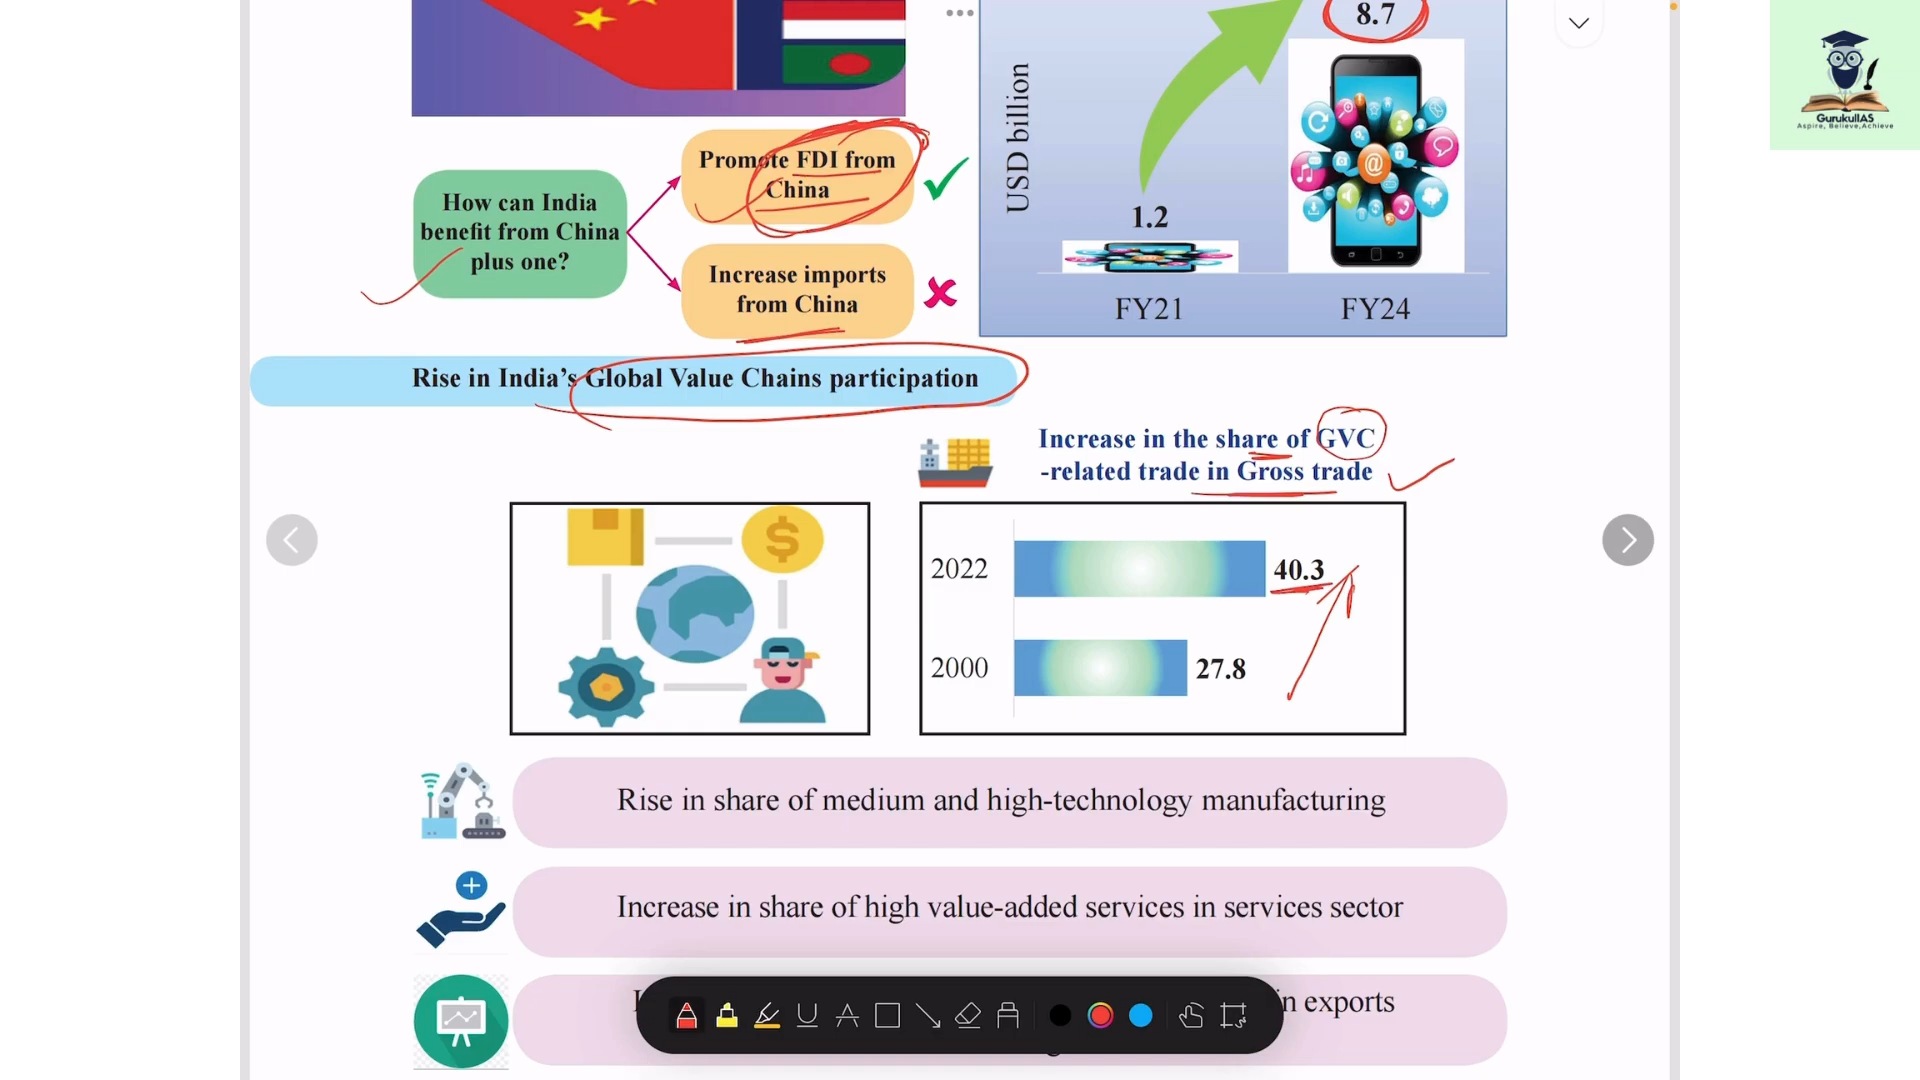 8.7
USD billion
1.2
FY21
FY24
GurukulIAS
Aspire, Believe,Achieve
Promote FDI from
China
How can India
benefit from China
plus one?
Increase imports
from China
Rise in India’s Global Value Chains participation
Increase in the share of GVC
-related trade in Gross trade
2022
40.3
2000
27.8
Rise in share of medium and high-technology manufacturing
Increase in share of high value-added services in services sector
in exports